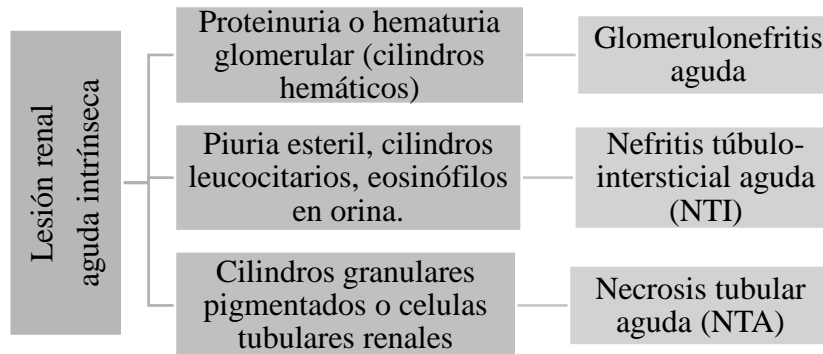 Lesión renal
aguda intrínseca
Proteinuria o hematuria
glomerular (cilindros
hemáticos)
Glomerulonefritis
aguda
Piuria esteril, cilindros
leucocitarios, eosinófilos
en orina.
Nefritis túbulo-
intersticial aguda
(NTI)
Cilindros granulares
pigmentados o celulas
tubulares renales
Necrosis tubular
aguda (NTA)